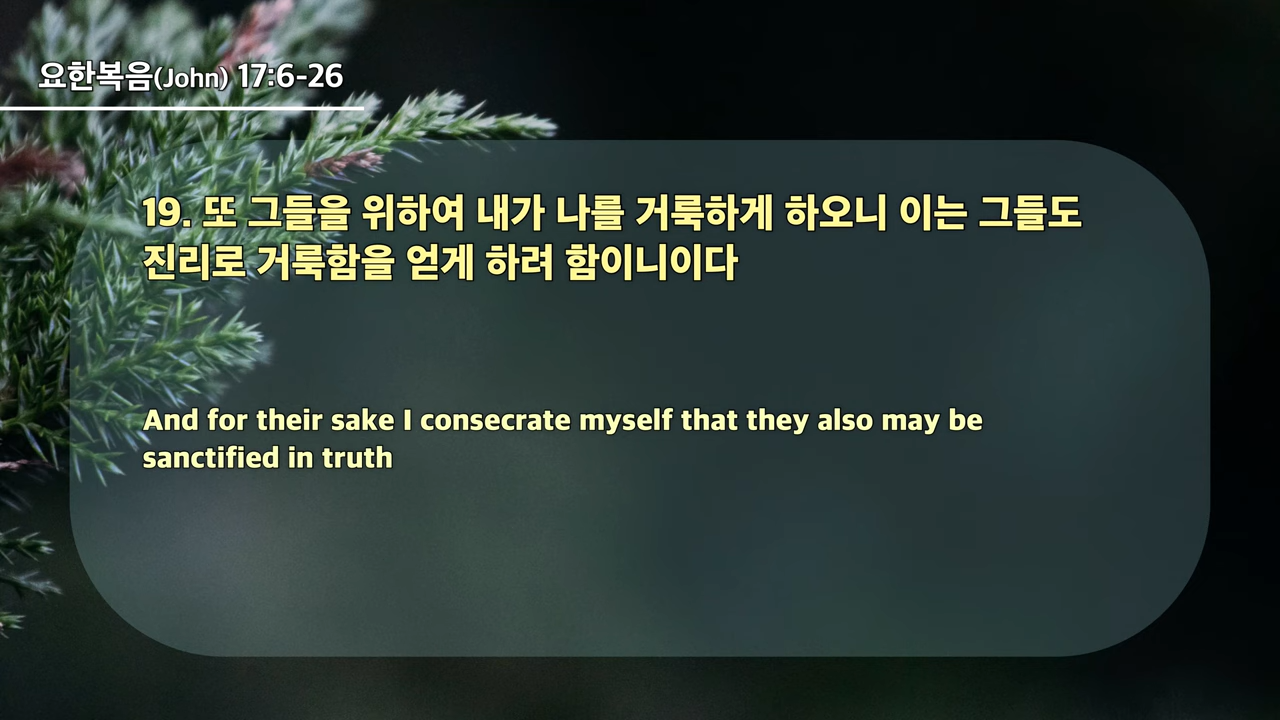 요한복음(John) 17:6-26
19. 또 그들을 위하여 내가 나를 거룩하게 하오니 이는 그들도
진리로 거룩함을 얻게 하려 함이니이다
And for their sake I consecrate myself that they also may be
sanctified in truth